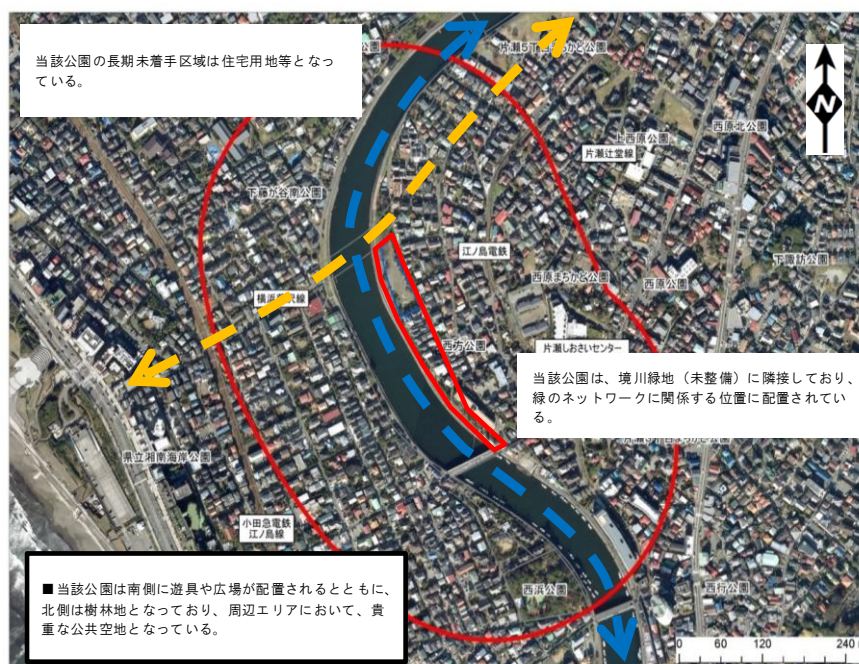 当該公園の長期未着手区域は住宅用地等となっ
ている。
公園
片瀬5丁目まちかど公園
N
西原北公園
上西原公園
片瀬辻堂線
下藤が谷南公園
江ノ島電鉄
下諏訪公園
西原まちかど公園
西原公園
西方公園
片瀬しおさいセンター
当該公園は、境川緑地（未整備）に隣接しており、
緑のネットワークに関係する位置に配置されてい
る。
県立湘南海岸公園
小田急電鉄
江ノ島線
■当該公園は南側に遊具や広場が配置されるとともに、
北側は樹林地となっており、周辺エリアにおいて、貴
重な公共空地となっている。
西浜公園
西行公園
0 60 120 240